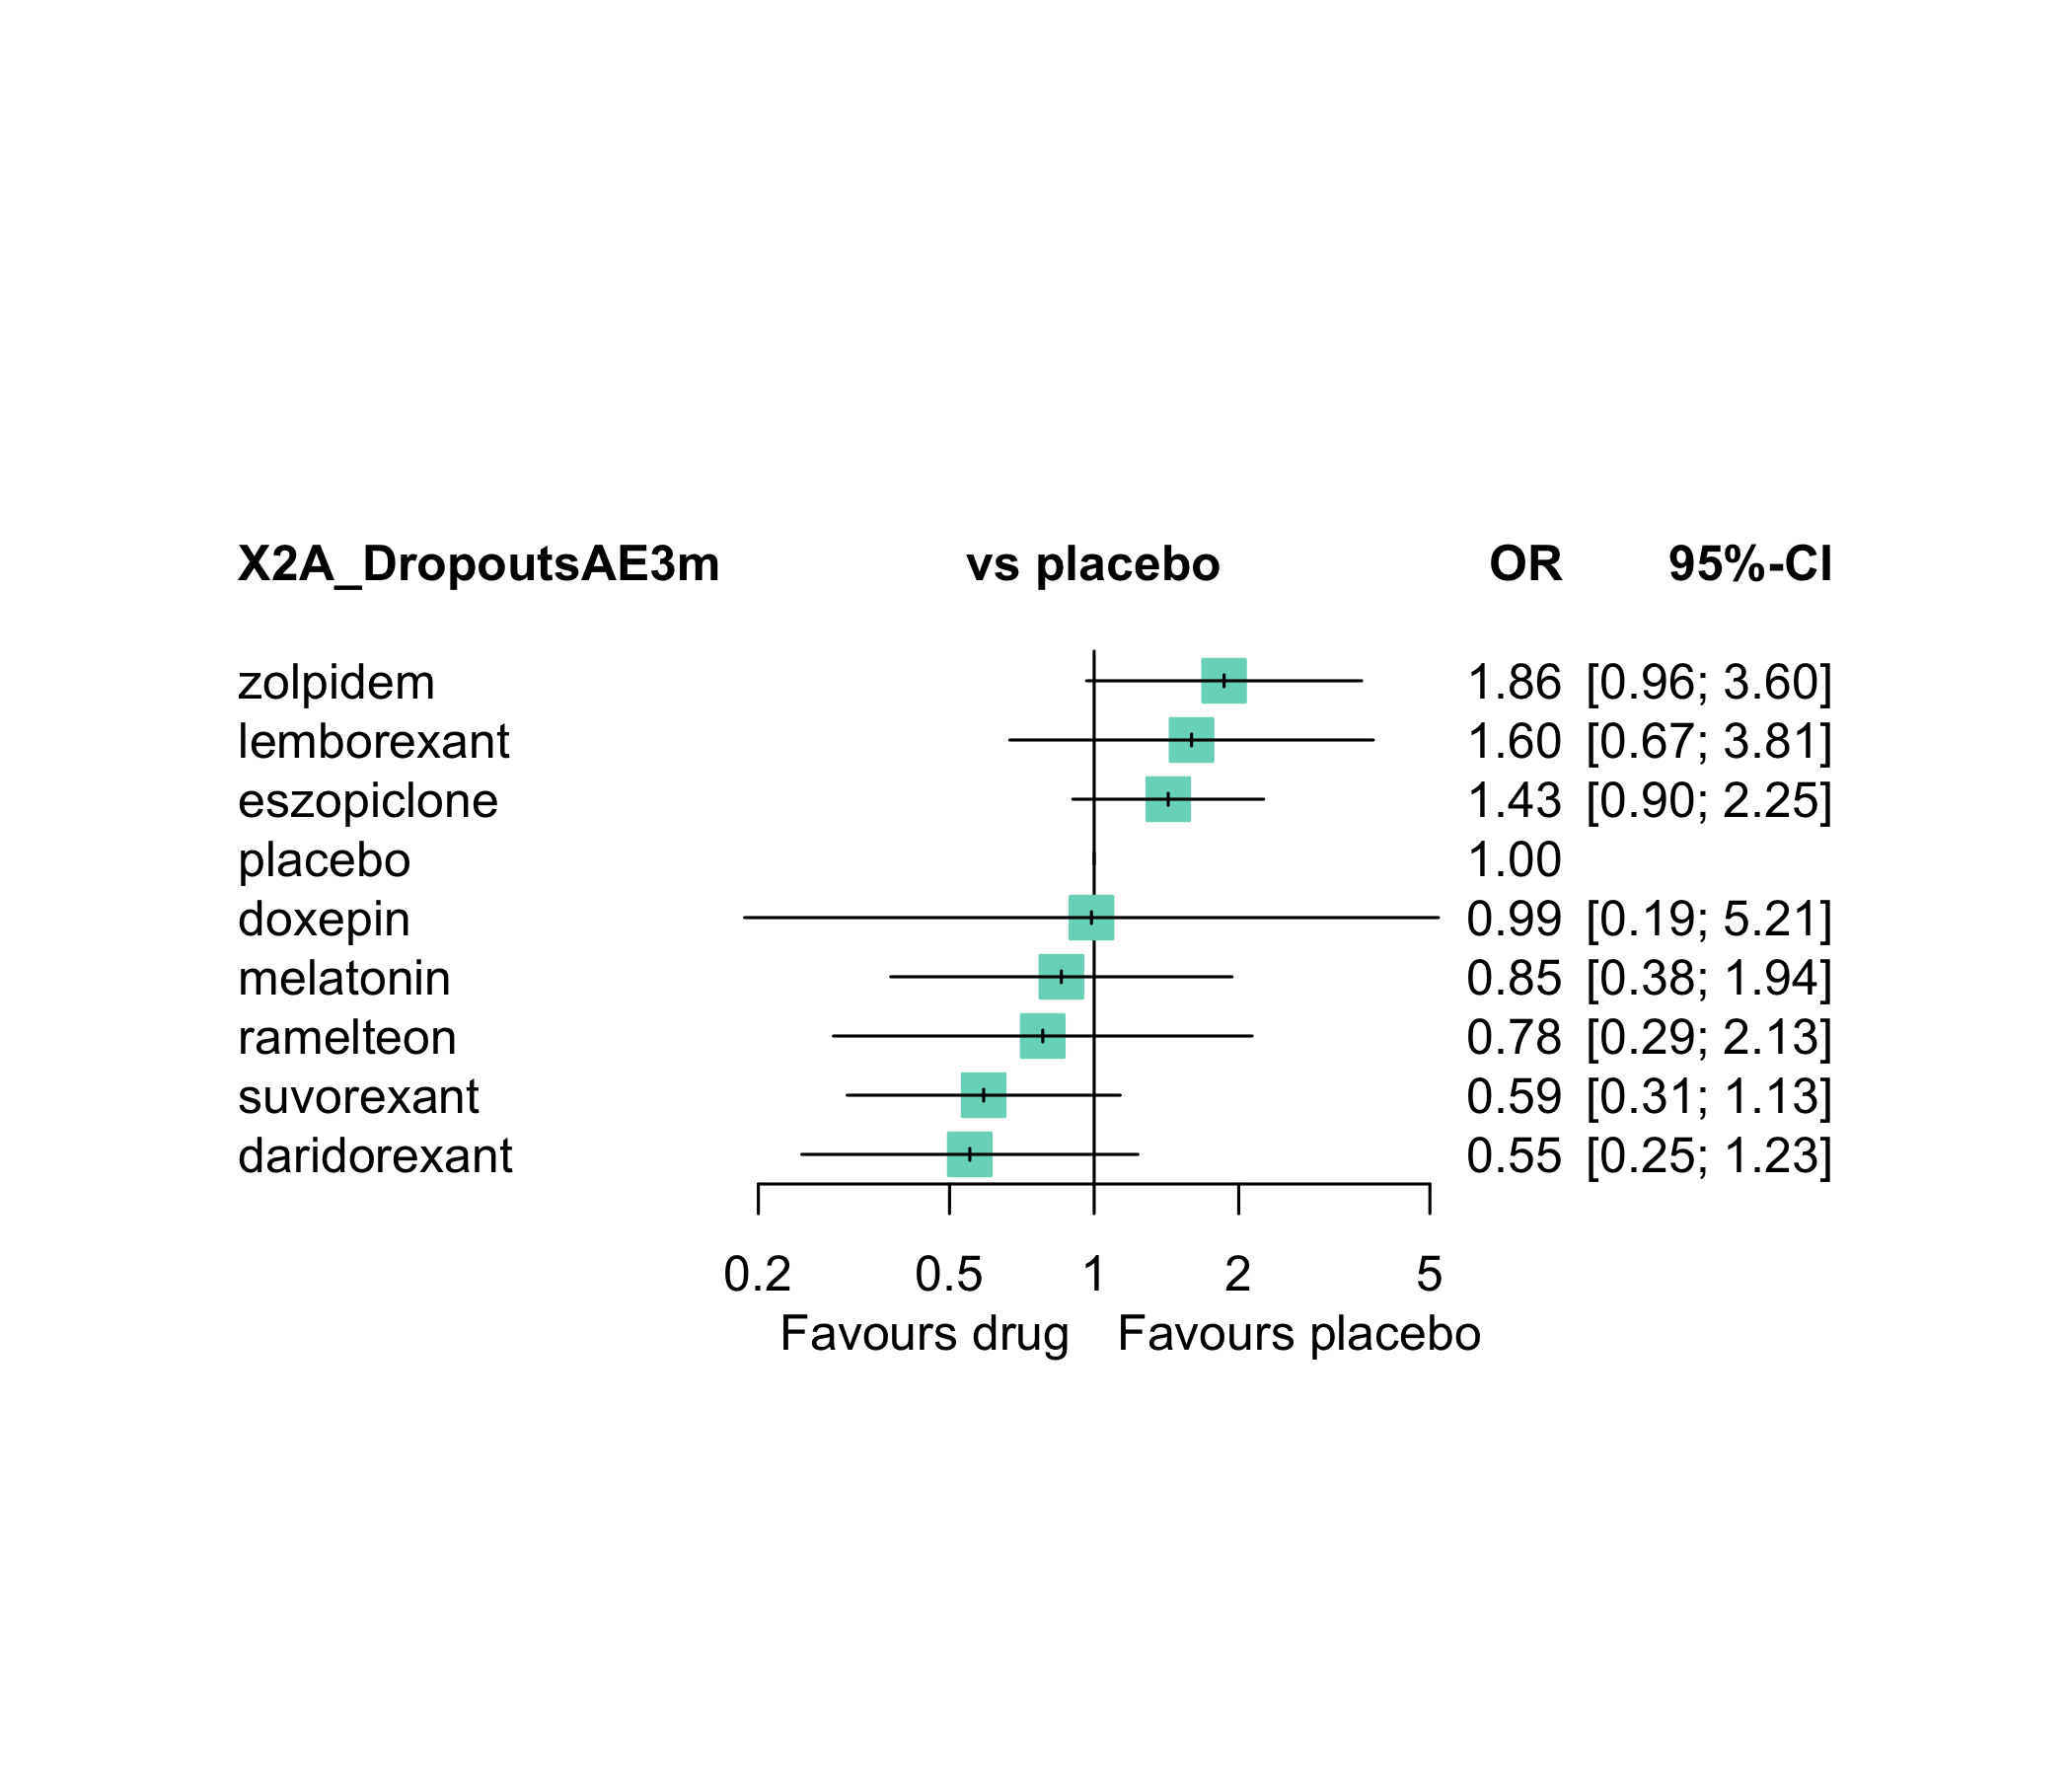 X2A_DropoutsAE3m vs placebo OR 95%-CI
zolpidem 1.86 [0.96; 3.60]
lemborexant 1.60 [0.67; 3.81]
eszopiclone 1.43 [0.90; 2.25]
placebo 1.00
doxepin 0.99 [0.19; 5.21]
melatonin 0.85 [0.38; 1.94]
ramelteon 0.78 [0.29; 2.13]
suvorexant 0.59 [0.31; 1.13]
daridorexant 0.55 [0.25; 1.23]
0.2 0.5 1 2 5
Favours drug Favours placebo